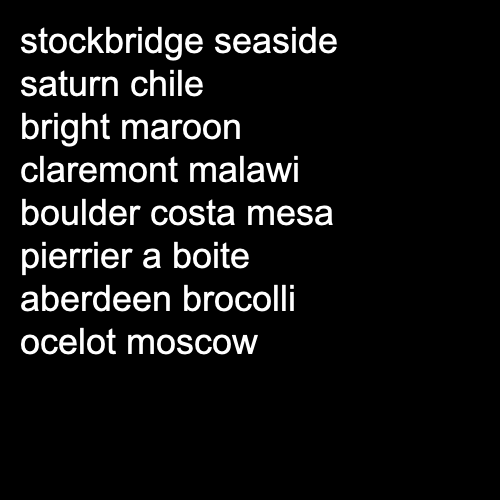 stockbridge seaside
saturn chile
bright maroon
claremont malawi
boulder costa mesa
pierrier a boite
aberdeen brocolli
ocelot moscow